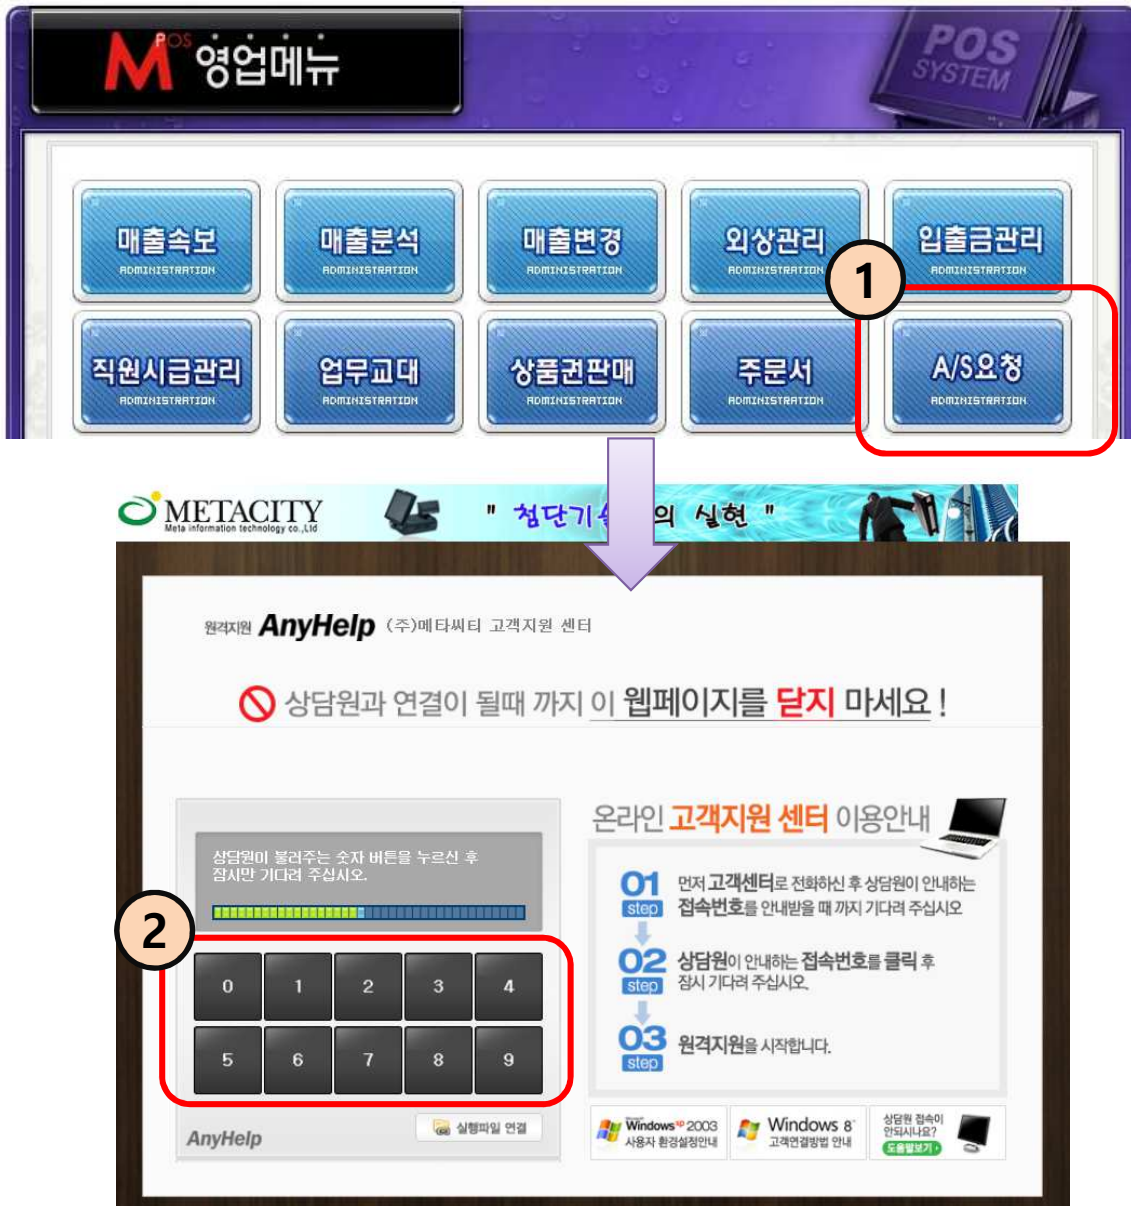 MPOS 영업메뉴
POS
SYSTEM
매출속보
ADMINISTRATION
매출분석
ADMINISTRATION
매출변경
ADMINISTRATION
외상관리
ADMINISTRATION
입출금관리
ADMINISTRATION
1
직원시급관리
ADMINISTRATION
업무교대
ADMINISTRATION
상품권판매
ADMINISTRATION
주문서
ADMINISTRATION
A/S요청
ADMINISTRATION
METACITY
Meta information technology co.,Ltd
" 첨단기술 의 실현 "
원격지원 AnyHelp (주)메타씨티 고객지원 센터
상담원과 연결이 될때 까지 이 웹페이지를 닫지 마세요 !
상담원이 불러주는 숫자 버튼을 누르신 후
잠시만 기다려 주십시오.
2
0 1 2 3 4
5 6 7 8 9
AnyHelp
실행파일 연결
온라인 고객지원 센터 이용안내
01 step
먼저 고객센터로 전화하신 후 상담원이 안내하는
접속번호를 안내받을 때 까지 기다려 주십시오
02 step
상담원이 안내하는 접속번호를 클릭 후
잠시 기다려 주십시오.
03 step
원격지원을 시작합니다.
Windows xp 2003
사용자 환경설정안내
Windows 8
고객연결방법 안내
상담원 접속이
안되시나요?
도움말보기